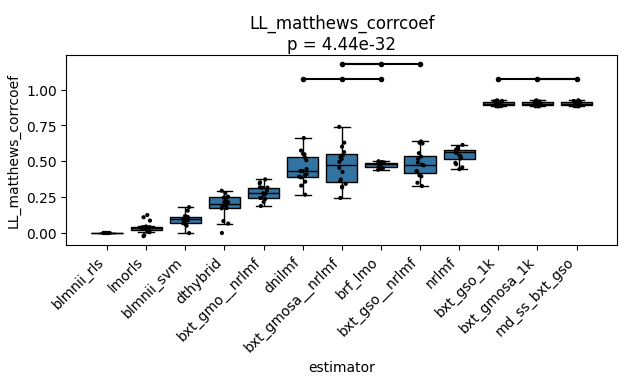 LL_matthews_corrcoef
p = 4.44e-32
LL_matthews_corrcoef
1.00
0.75
0.50
0.25
0.00
blmnii_rls
lmorls
blmnii_svm
dthybrid
bxt_gmo__nrlmf
dnilmf
bxt_gmosa__nrlmf
brf_lmo
bxt_gso__nrlmf
nrlmf
bxt_gso_1k
bxt_gmosa_1k
md_ss_bxt_gso
estimator